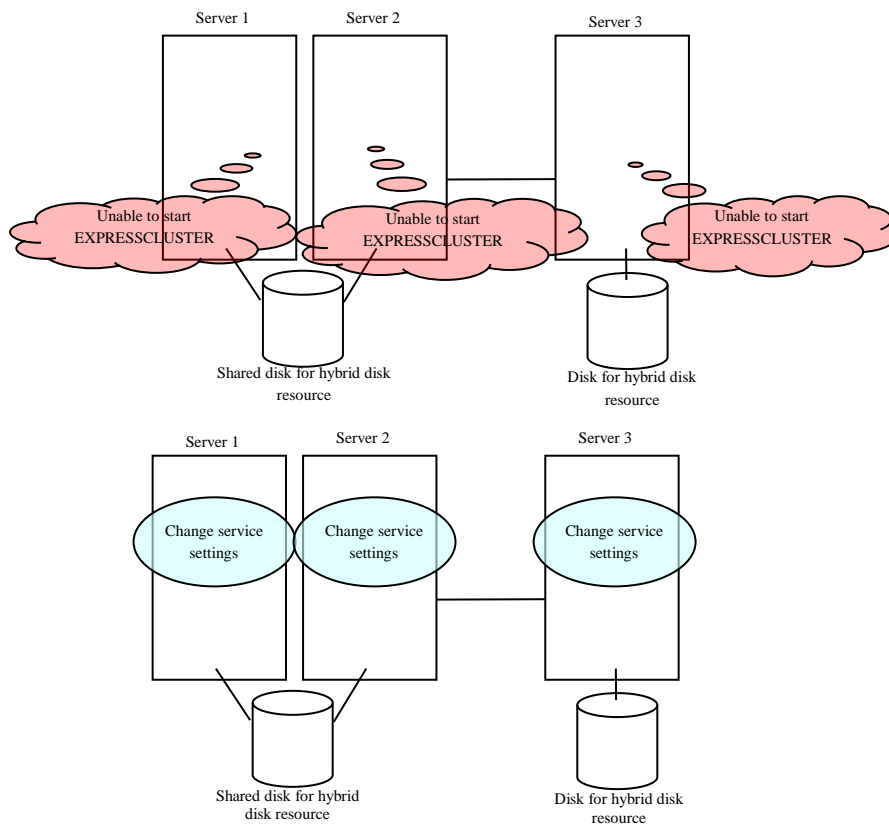 Server 1
Server 2
Server 3
Unable to start
EXPRESSCLUSTER
Unable to start
EXPRESSCLUSTER
Unable to start
EXPRESSCLUSTER
Shared disk for hybrid disk
resource
Disk for hybrid disk
resource
Server 1
Server 2
Server 3
Change service
settings
Change service
settings
Change service
settings
Shared disk for hybrid
disk resource
Disk for hybrid disk
resource